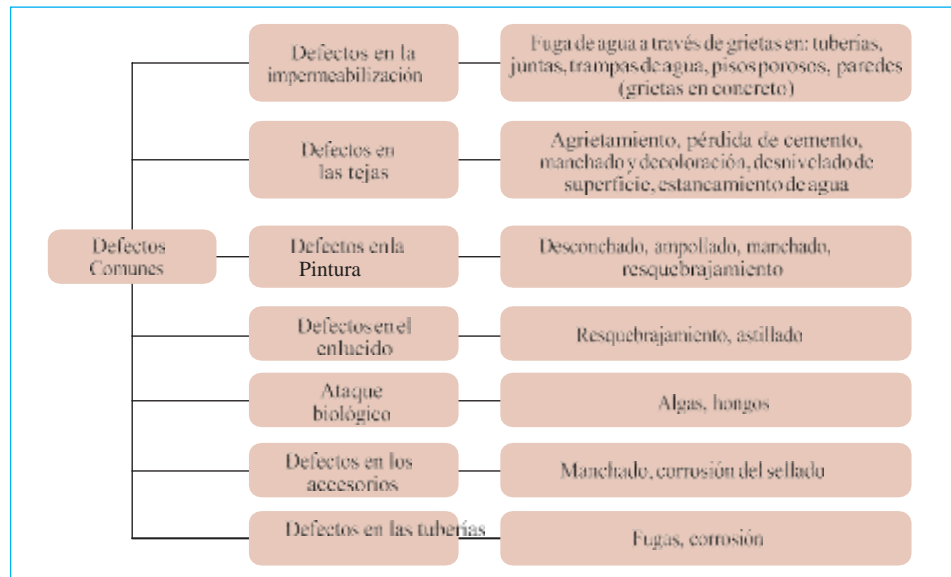 Defectos en la
impermeabilización
Fuga de agua a través de grietas en: tuberías,
juntas, trampas de agua, pisos porosos, paredes
(grietas en concreto)
Defectos en
las tejas
Agrietamiento, pérdida de cemento,
manchado y decoloración, desnivelado de
superficie, estancamiento de agua
Defectos
Comunes
Defectos en la
Pintura
Desconchado, ampollado, manchado,
resquebrajamiento
Defectos en el
enlucido
Resquebrajamiento, astillado
Ataque
biológico
Algas, hongos
Defectos en los
accesorios
Manchado, corrosión del sellado
Defectos en las tuberías
Fugas, corrosión